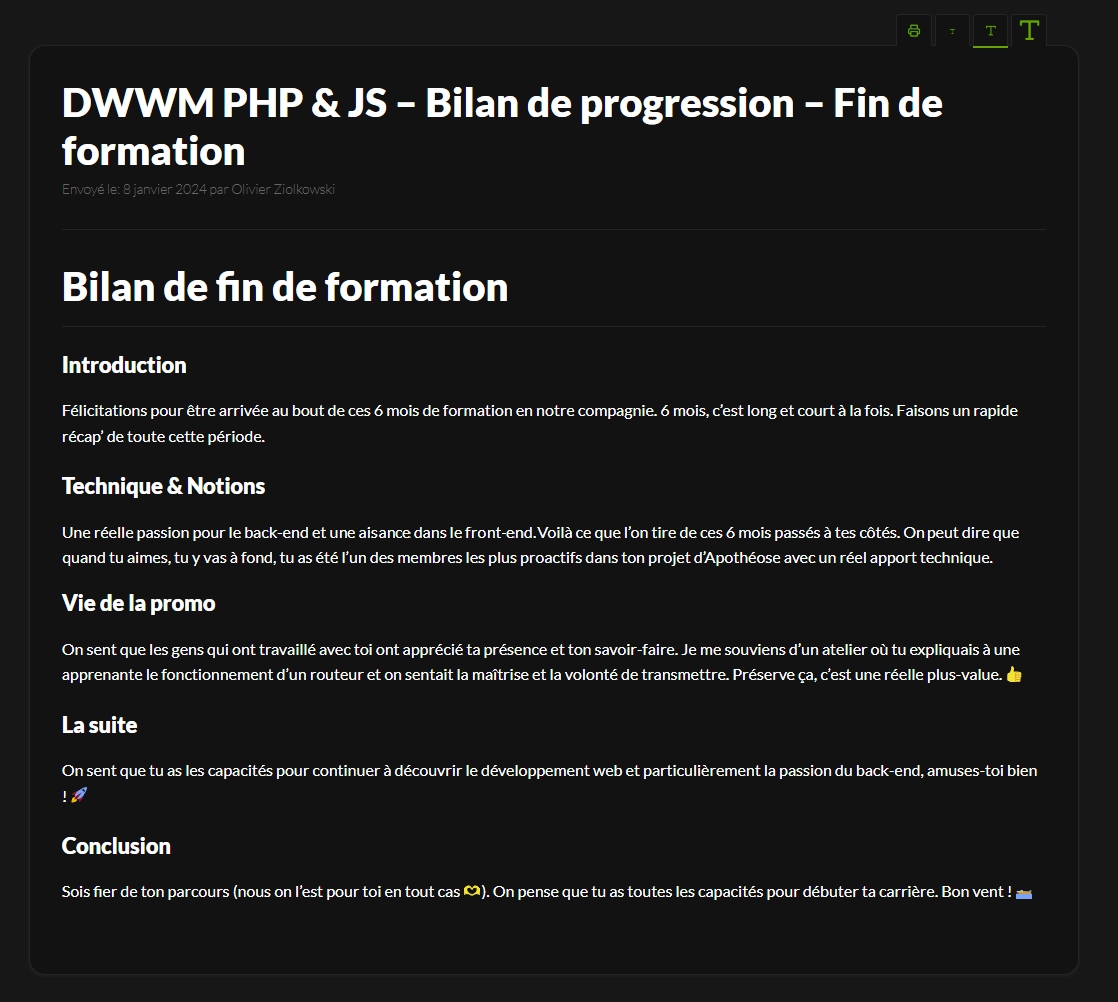 DWWM PHP & JS – Bilan de progression – Fin de
formation
Envoyé le: 8 janvier 2024 par Olivier Ziolkowski
Bilan de fin de formation
Introduction
Félicitations pour être arrivée au bout de ces 6 mois de formation en notre compagnie. 6 mois, c’est long et court à la fois. Faisons un rapide
récap’ de toute cette période.
Technique & Notions
Une réelle passion pour le back-end et une aisance dans le front-end.Voilà ce que l’on tire de ces 6 mois passés à tes côtés. On peut dire que
quand tu aimes, tu y vas à fond, tu as été l’un des membres les plus proactifs dans ton projet d’Apothéose avec un réel apport technique.
Vie de la promo
On sent que les gens qui ont travaillé avec toi ont apprécié ta présence et ton savoir-faire. Je me souviens d’un atelier où tu expliquais à une
apprenante le fonctionnement d’un routeur et on sentait la maîtrise et la volonté de transmettre. Préserve ça, c’est une réelle plus-value. 👍
La suite
On sent que tu as les capacités pour continuer à découvrir le développement web et particulièrement la passion du back-end, amuses-toi bien
! 🚀
Conclusion
Sois fier de ton parcours (nous on l’est pour toi en tout cas 🫶). On pense que tu as toutes les capacités pour débuter ta carrière. Bon vent !